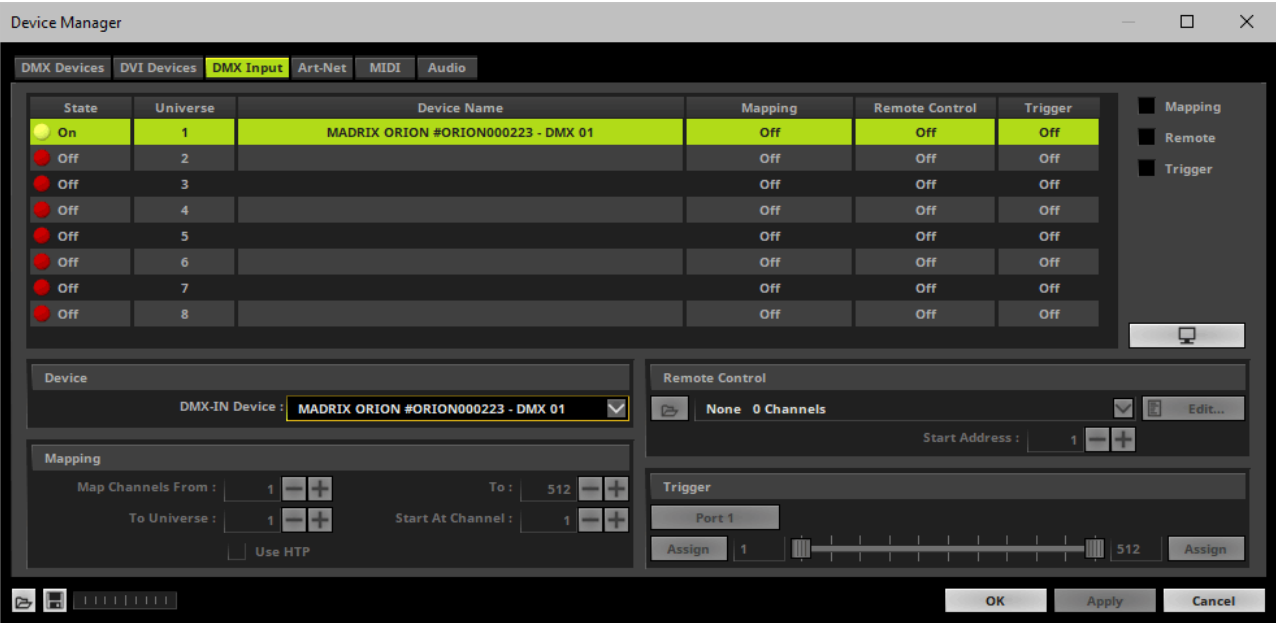 Device Manager
DMX Devices DVI Devices DMX Input Art-Net MIDI Audio
State Universe Device Name Mapping Remote Control Trigger
On 1 MADRIX ORION #ORION000223 - DMX 01 Off Off Off
Off 2 Off Off Off
Off 3 Off Off Off
Off 4 Off Off Off
Off 5 Off Off Off
Off 6 Off Off Off
Off 7 Off Off Off
Off 8 Off Off Off
Mapping
Remote
Trigger
Device
DMX-IN Device : MADRIX ORION #ORION000223 - DMX 01
Mapping
Map Channels From : 1 To : 512
To Universe : 1 Start At Channel : 1
Use HTP
Remote Control
None 0 Channels Edit...
Start Address : 1
Trigger
Port 1
Assign 1 512 Assign
OK Apply Cancel